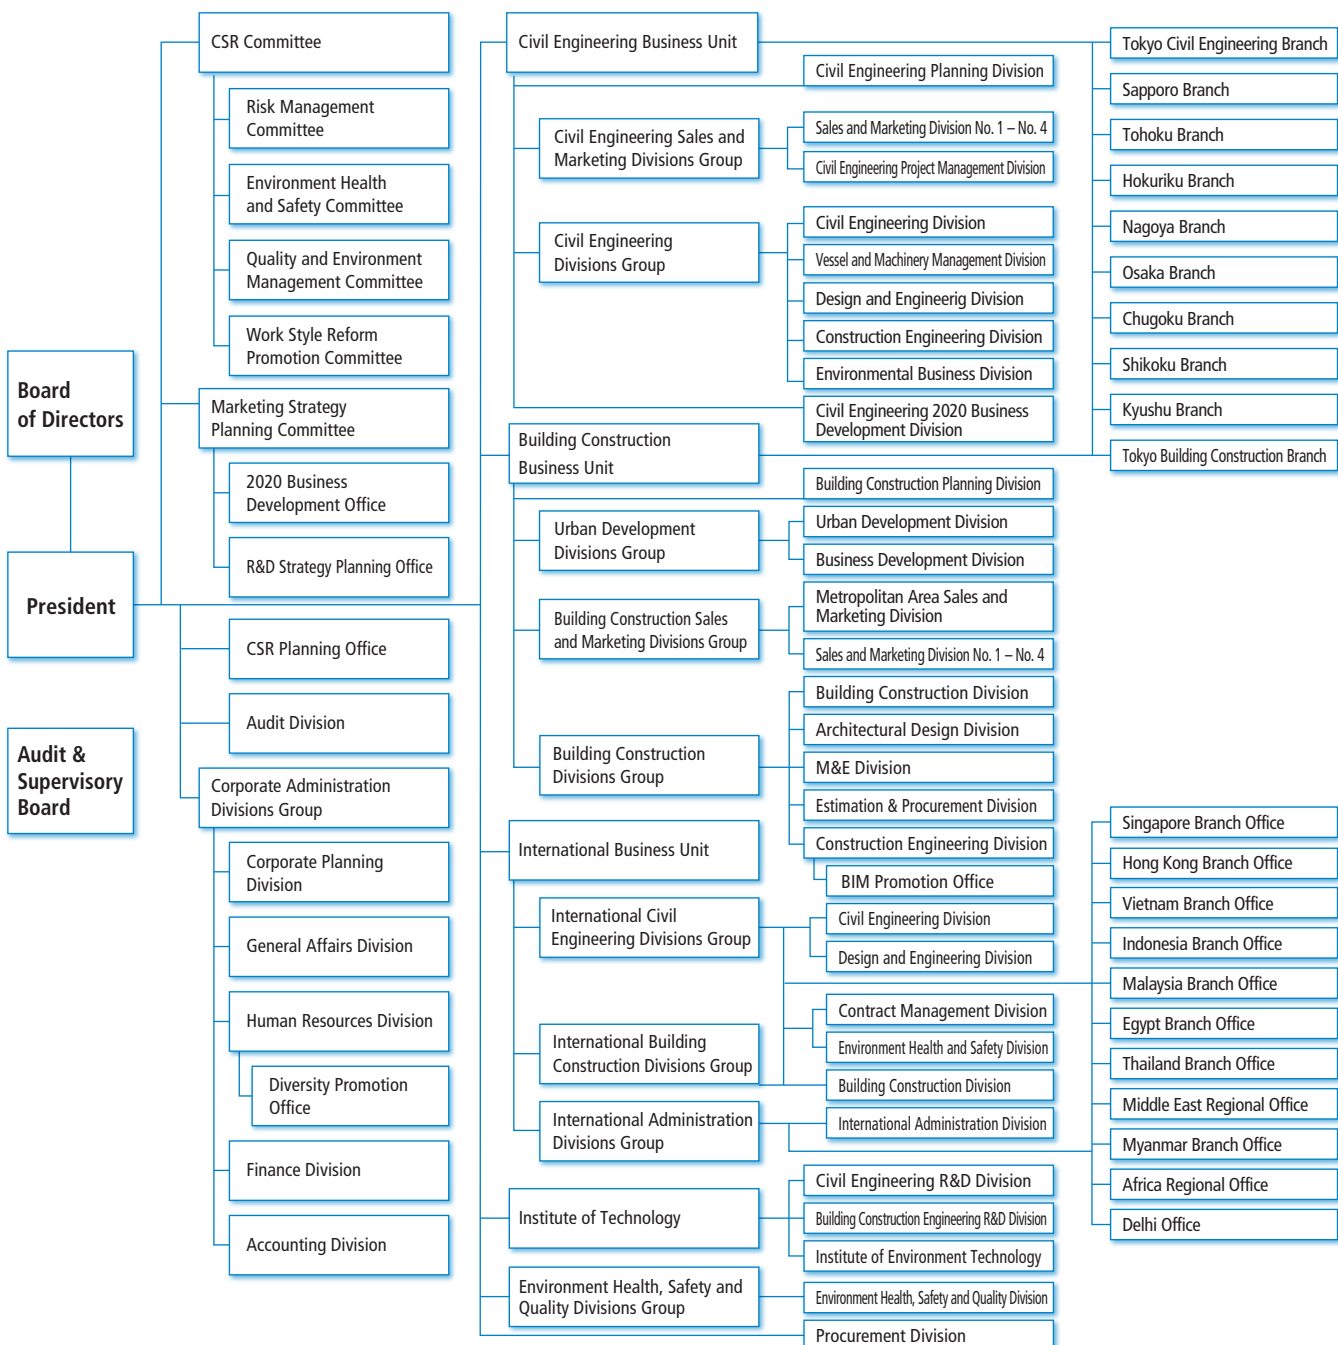 Board
of Directors
President
Audit &
Supervisory
Board
CSR Committee
Risk Management
Committee
Environment Health
and Safety Committee
Quality and Environment
Management Committee
Work Style Reform
Promotion Committee
Marketing Strategy
Planning Committee
2020 Business
Development Office
R&D Strategy Planning Office
CSR Planning Office
Audit Division
Corporate Administration
Divisions Group
Corporate Planning
Division
General Affairs Division
Human Resources Division
Diversity Promotion
Office
Finance Division
Accounting Division
Civil Engineering Business Unit
Civil Engineering Planning Division
Civil Engineering Sales and
Marketing Divisions Group
Sales and Marketing Division No. 1 – No. 4
Civil Engineering Project Management Division
Civil Engineering
Divisions Group
Civil Engineering Division
Vessel and Machinery Management Division
Design and Engineerig Division
Construction Engineering Division
Environmental Business Division
Civil Engineering 2020 Business
Development Division
Building Construction
Business Unit
Building Construction Planning Division
Urban Development
Divisions Group
Urban Development Division
Business Development Division
Building Construction Sales
and Marketing Divisions Group
Metropolitan Area Sales and
Marketing Division
Sales and Marketing Division No. 1 – No. 4
Building Construction
Divisions Group
Building Construction Division
Architectural Design Division
M&E Division
Estimation & Procurement Division
Construction Engineering Division
BIM Promotion Office
International Business Unit
International Civil
Engineering Divisions Group
Civil Engineering Division
Design and Engineering Division
Contract Management Division
Environment Health and Safety Division
International Building
Construction Divisions Group
Building Construction Division
International Administration
Divisions Group
International Administration Division
Institute of Technology
Civil Engineering R&D Division
Building Construction Engineering R&D Division
Institute of Environment Technology
Environment Health, Safety and
Quality Divisions Group
Environment Health, Safety and Quality Division
Procurement Division
Tokyo Civil Engineering Branch
Sapporo Branch
Tohoku Branch
Hokuriku Branch
Nagoya Branch
Osaka Branch
Chugoku Branch
Shikoku Branch
Kyushu Branch
Tokyo Building Construction Branch
Singapore Branch Office
Hong Kong Branch Office
Vietnam Branch Office
Indonesia Branch Office
Malaysia Branch Office
Egypt Branch Office
Thailand Branch Office
Middle East Regional Office
Myanmar Branch Office
Africa Regional Office
Delhi Office